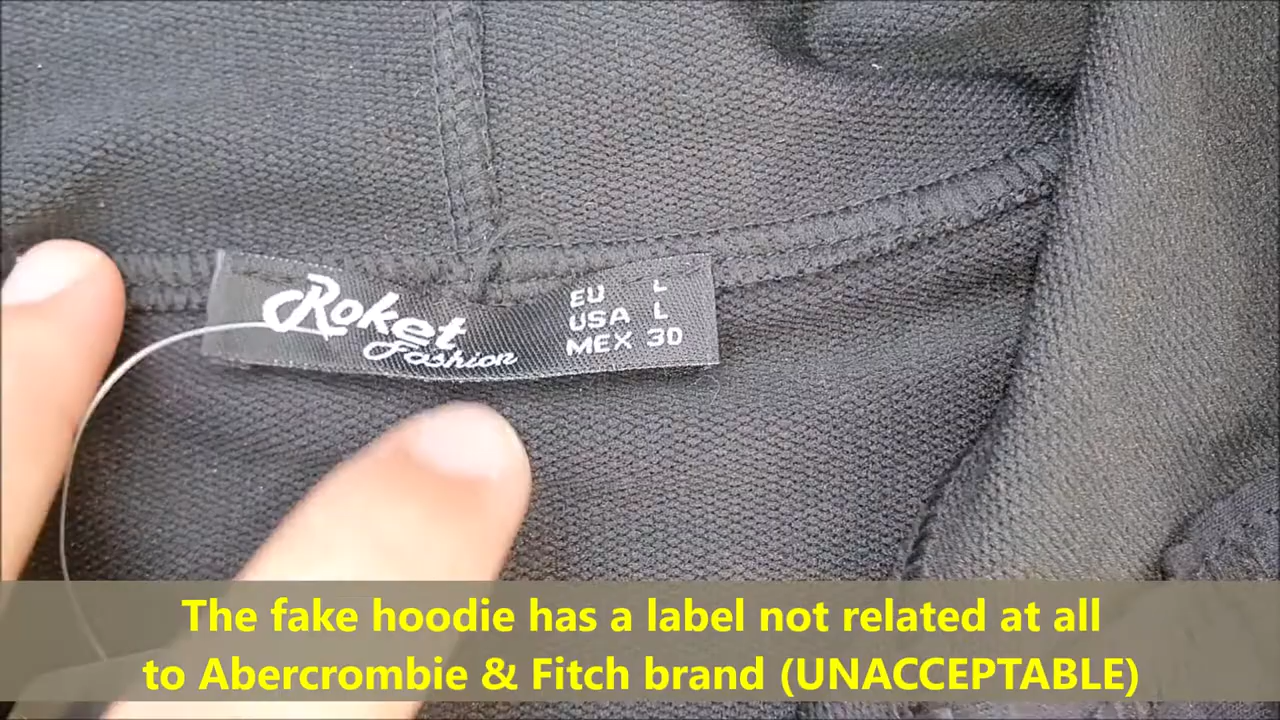 Roket
Fashion
EU L
USA L
MEX 30
The fake hoodie has a label not related at all
to Abercrombie & Fitch brand (UNACCEPTABLE)